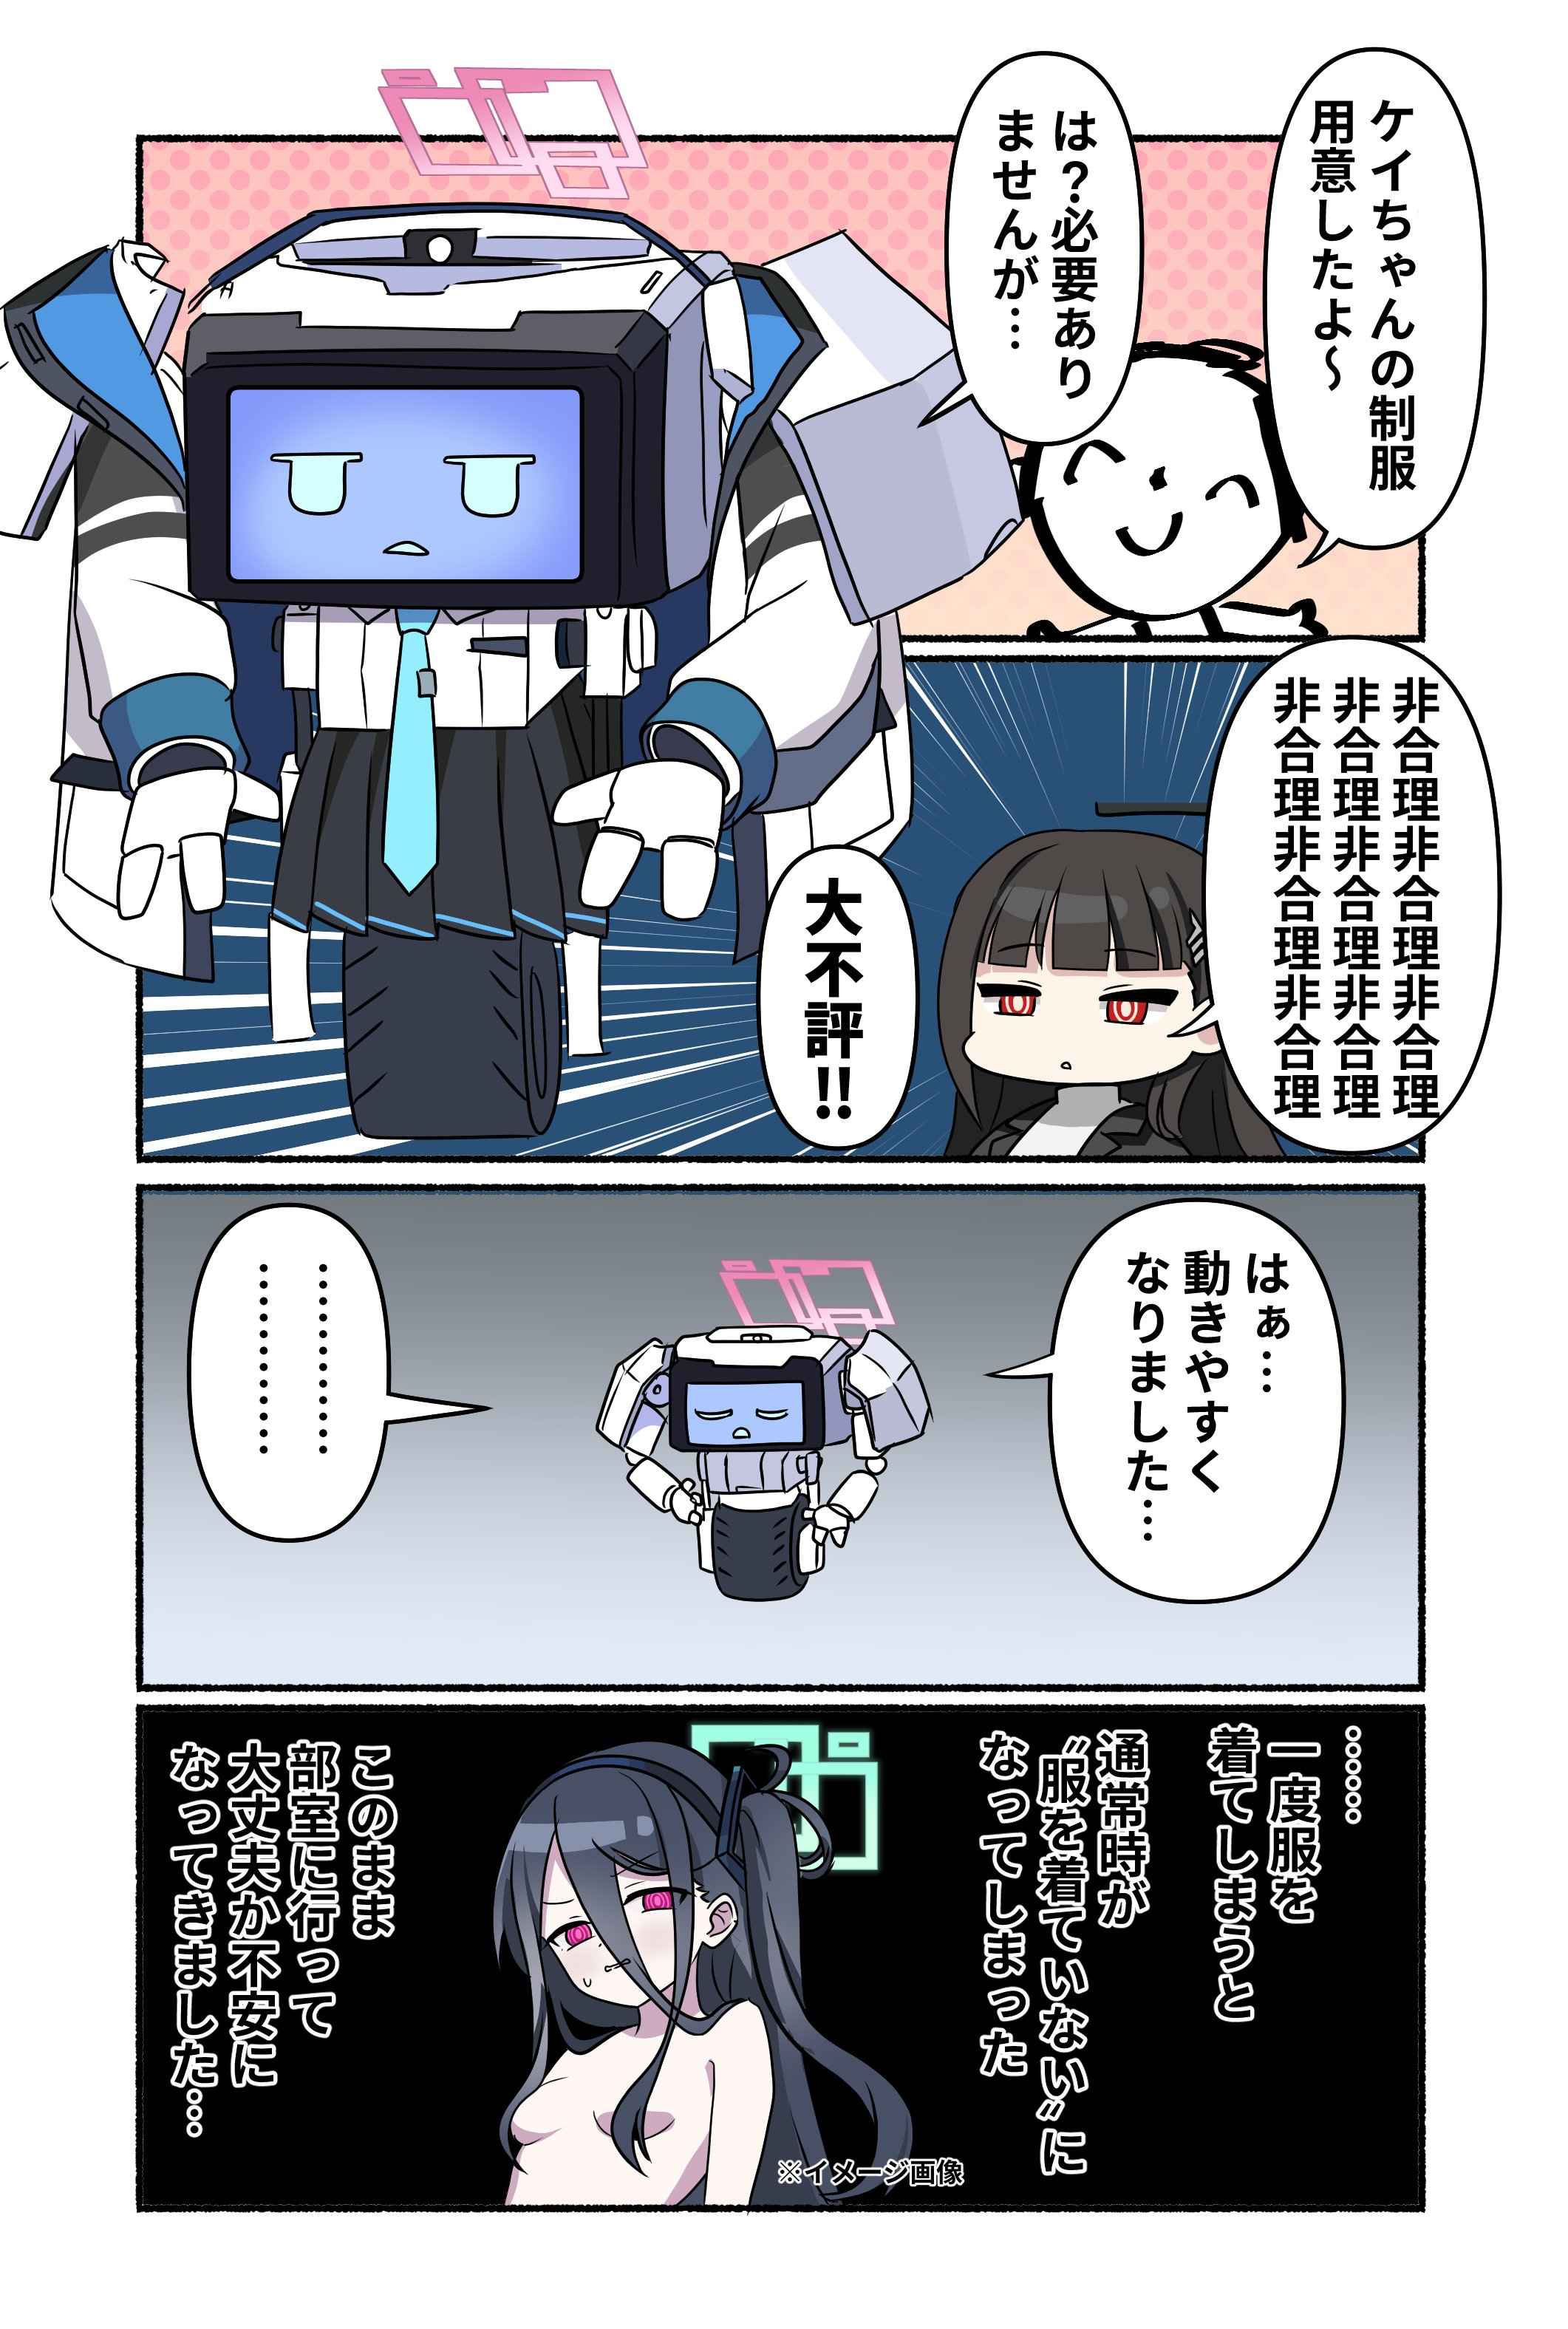 ケイちゃんの制服
用意したよ～
は？必要あり
ませんが…
非合理非合理非合理
非合理非合理非合理
非合理非合理非合理
大不評!!
はぁ…
動きやすく
なりました…
…………
…………
……
一度服を
着てしまうと
通常時が
〝服を着ていない〟に
なってしまった
このまま
部室に行って
大丈夫か不安に
なってきました…
※イメージ画像